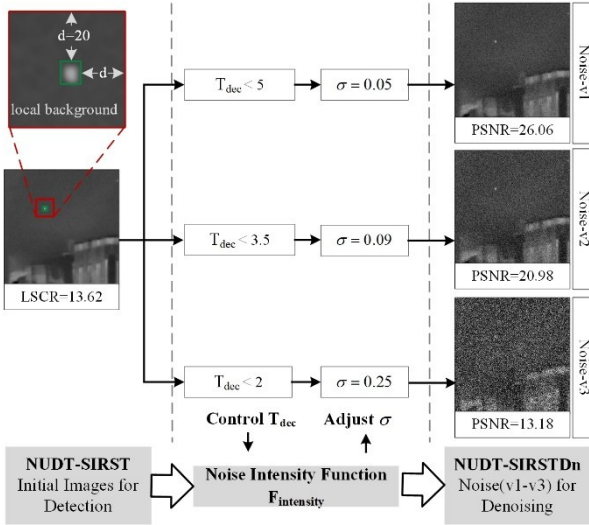 d-20
d
local background
LSCR=13.62
T_dec < 5
σ = 0.05
PSNR=26.06
Noise-v1
T_dec < 3.5
σ = 0.09
PSNR=20.98
Noise-v2
T_dec < 2
σ = 0.25
PSNR=13.18
Noise-v3
Control T_dec
Adjust σ
NUDT-SIRST
Initial Images for
Detection
Noise Intensity Function
F_intensity
NUDT-SIRSTDn
Noise(v1-v3) for
Denoising